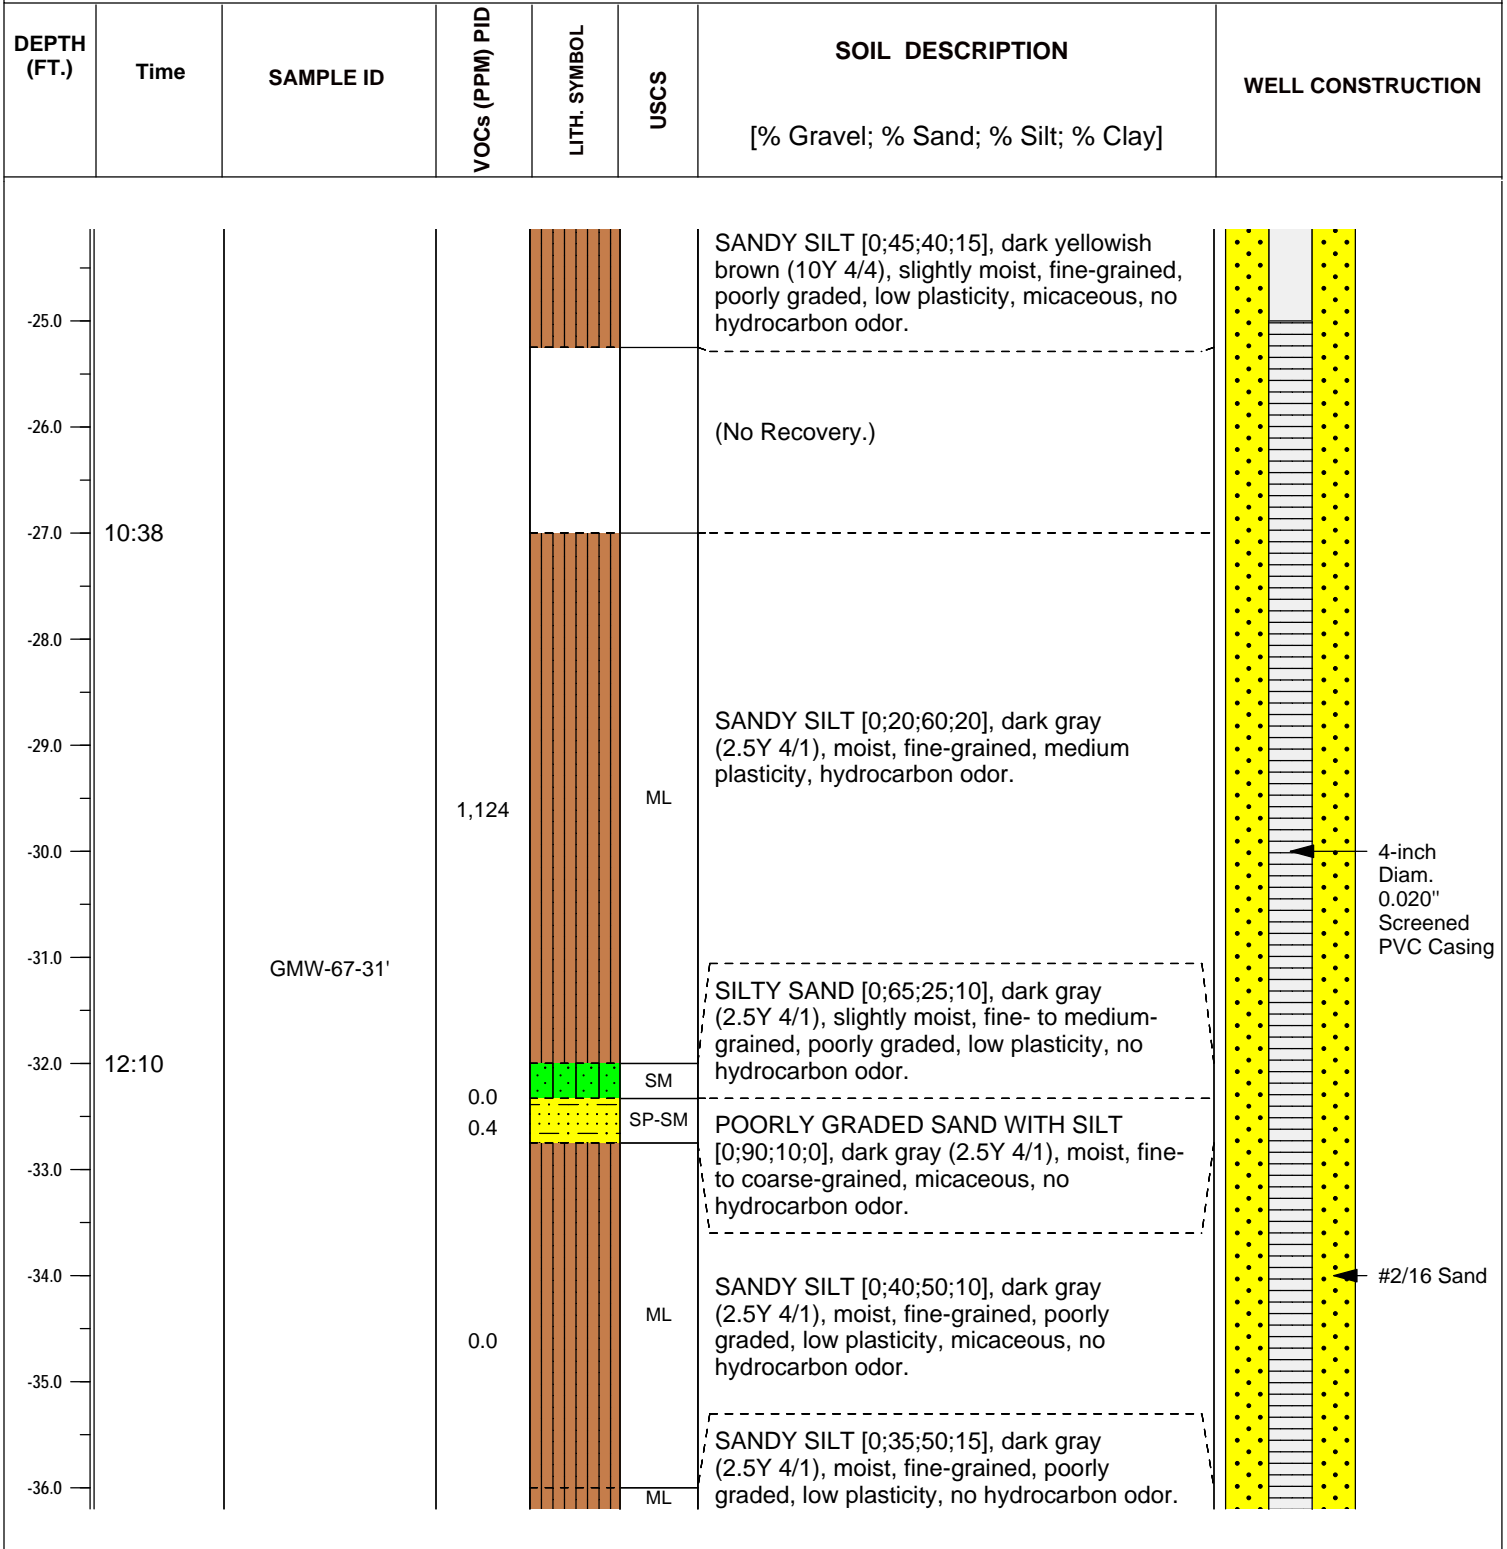 DEPTH
(FT.)
Time
SAMPLE ID
VOCs (PPM) PID
LITH. SYMBOL
USCS
SOIL DESCRIPTION
[% Gravel; % Sand; % Silt; % Clay]
WELL CONSTRUCTION
SANDY SILT [0;45;40;15], dark yellowish
brown (10Y 4/4), slightly moist, fine-grained,
poorly graded, low plasticity, micaceous, no
hydrocarbon odor.
-25.0
-26.0
(No Recovery.)
-27.0
10:38
-28.0
SANDY SILT [0;20;60;20], dark gray
(2.5Y 4/1), moist, fine-grained, medium
plasticity, hydrocarbon odor.
-29.0
1,124
ML
-30.0
4-inch
Diam.
0.020"
Screened
PVC Casing
-31.0
GMW-67-31'
SILTY SAND [0;65;25;10], dark gray
(2.5Y 4/1), slightly moist, fine- to medium-
grained, poorly graded, low plasticity, no
hydrocarbon odor.
-32.0
12:10
0.0
SM
0.4
SP-SM
POORLY GRADED SAND WITH SILT
[0;90;10;0], dark gray (2.5Y 4/1), moist, fine-
to coarse-grained, micaceous, no
hydrocarbon odor.
-33.0
-34.0
#2/16 Sand
SANDY SILT [0;40;50;10], dark gray
(2.5Y 4/1), moist, fine-grained, poorly
graded, low plasticity, micaceous, no
hydrocarbon odor.
ML
0.0
-35.0
SANDY SILT [0;35;50;15], dark gray
(2.5Y 4/1), moist, fine-grained, poorly
graded, low plasticity, no hydrocarbon odor.
-36.0
ML